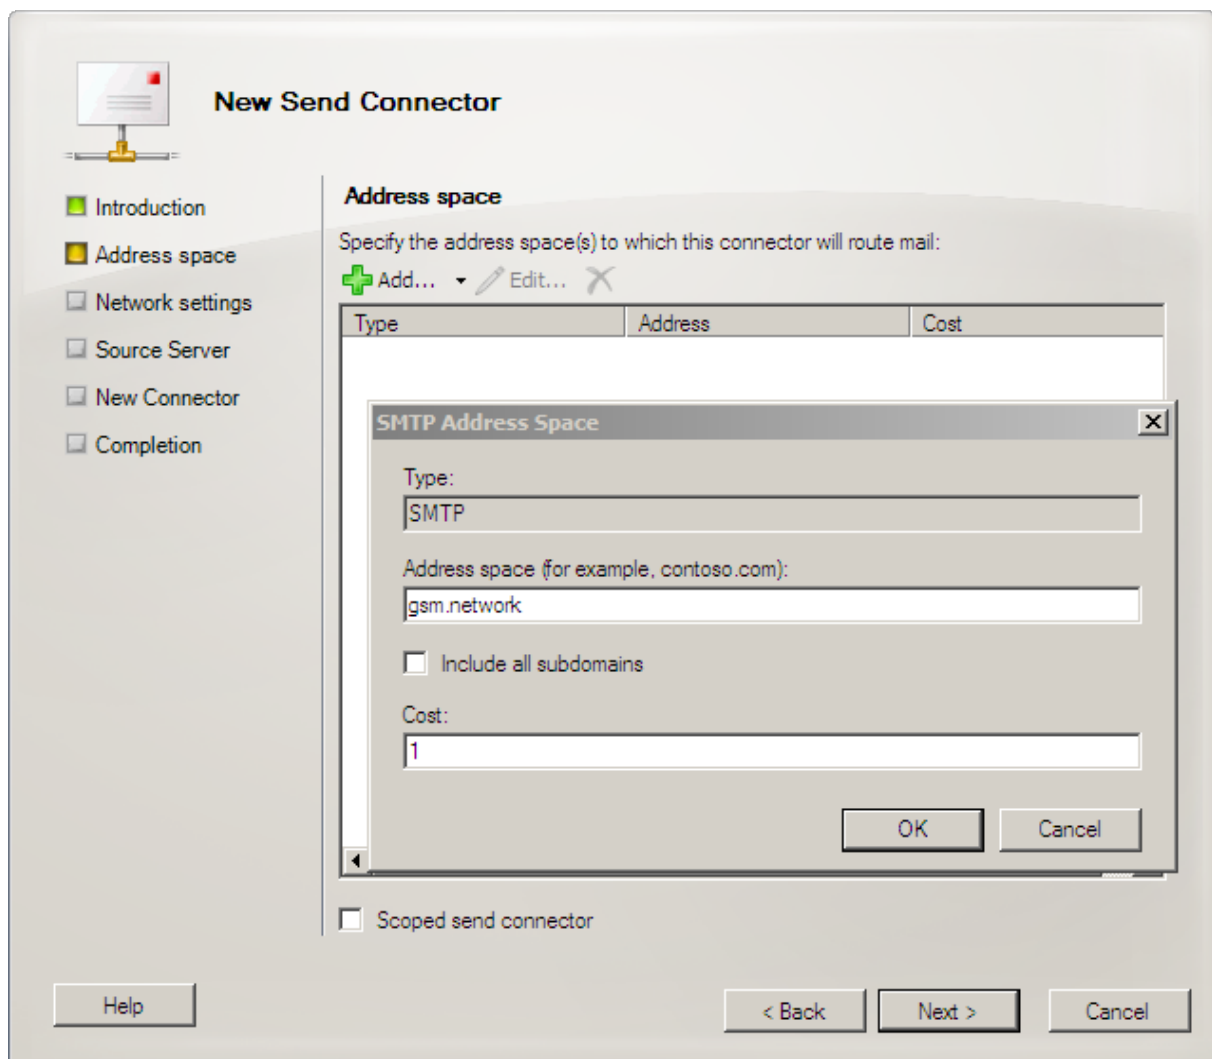 New Send Connector
Introduction
Address space
Network settings
Source Server
New Connector
Completion
Address space
Specify the address space(s) to which this connector will route mail:
Add... Edit...
Type Address Cost
SMTP Address Space
Type:
SMTP
Address space (for example, contoso.com):
gsm.network
Include all subdomains
Cost:
1
OK Cancel
Scoped send connector
Help < Back Next > Cancel